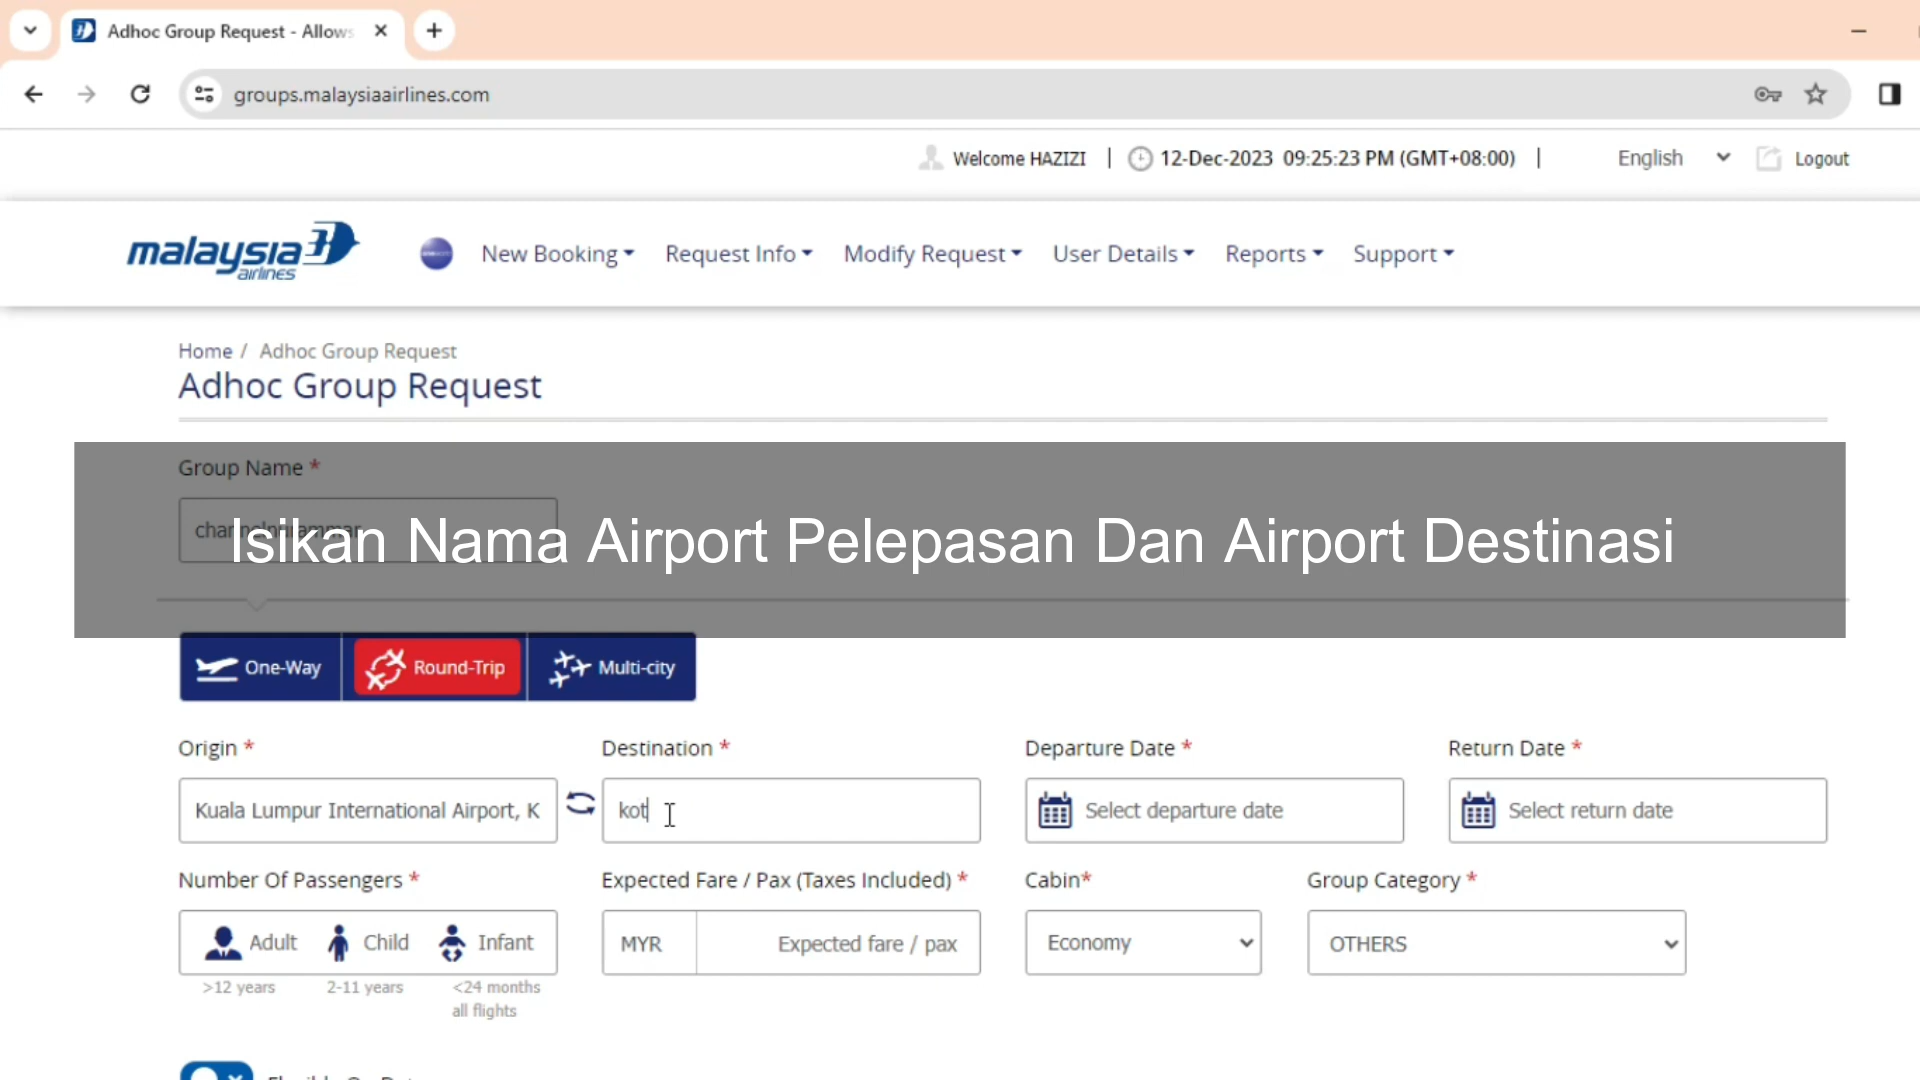 Adhoc Group Request - Allows
groups.malaysiaairlines.com
Welcome HAZIZI | 12-Dec-2023 09:25:23 PM (GMT+08:00) | English Logout
malaysia airlines
New Booking Request Info Modify Request User Details Reports Support
Home / Adhoc Group Request
Adhoc Group Request
Group Name *
Isikan Nama Airport Pelepasan Dan Airport Destinasi
One-Way Round-Trip Multi-city
Origin * Destination * Departure Date * Return Date *
Kuala Lumpur International Airport, K kot Select departure date Select return date
Number Of Passengers * Expected Fare / Pax (Taxes Included) * Cabin* Group Category *
Adult Child Infant MYR Expected fare / pax Economy OTHERS
>12 years 2-11 years <24 months
all flights